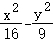 x²/16 - y²/9